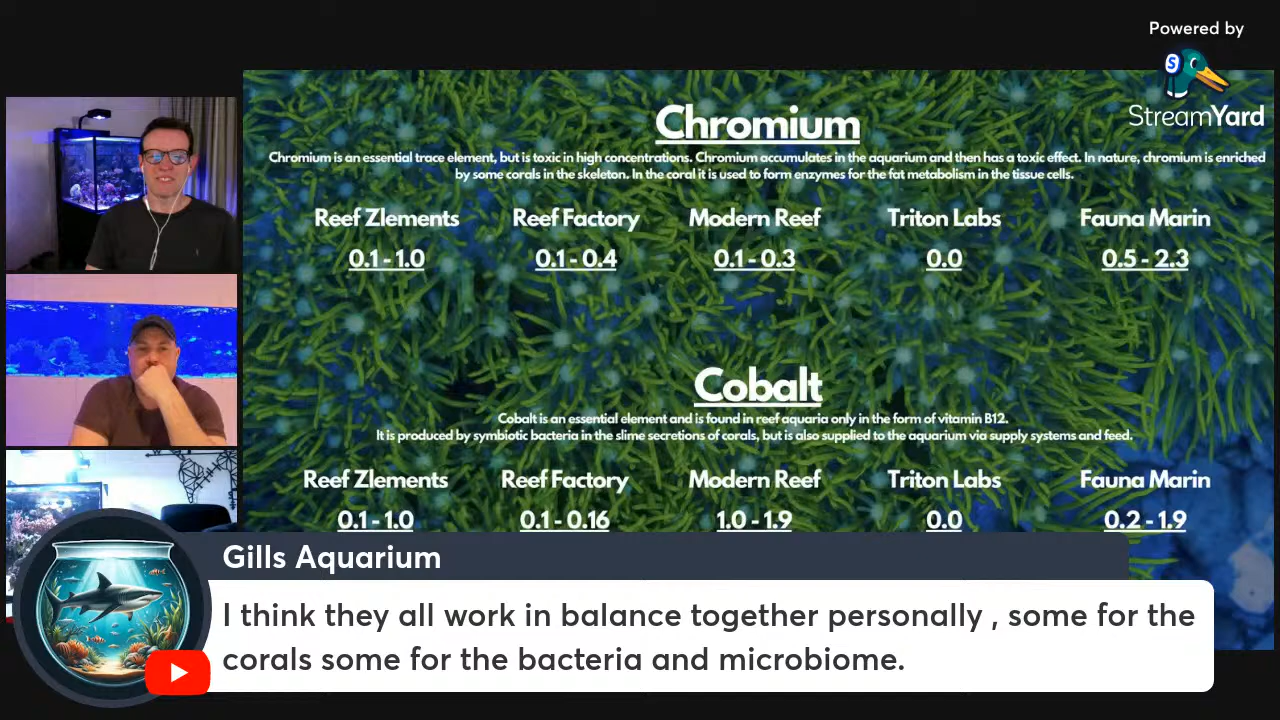 Powered by
S
StreamYard
Chromium
Chromium is an essential trace element, but is toxic in high concentrations. Chromium accumulates in the aquarium and then has a toxic effect. In nature, chromium is enriched
by some corals in the skeleton. In the coral it is used to form enzymes for the fat metabolism in the tissue cells.
Reef Zlements Reef Factory Modern Reef Triton Labs Fauna Marin
0.1 - 1.0 0.1 - 0.4 0.1 - 0.3 0.0 0.5 - 2.3
Cobalt
Cobalt is an essential element and is found in reef aquaria only in the form of vitamin B12.
It is produced by symbiotic bacteria in the slime secretions of corals, but is also supplied to the aquarium via supply systems and feed.
Reef Zlements Reef Factory Modern Reef Triton Labs Fauna Marin
0.1 - 1.0 0.1 - 0.16 1.0 - 1.9 0.0 0.2 - 1.9
Gills Aquarium
I think they all work in balance together personally , some for the
corals some for the bacteria and microbiome.